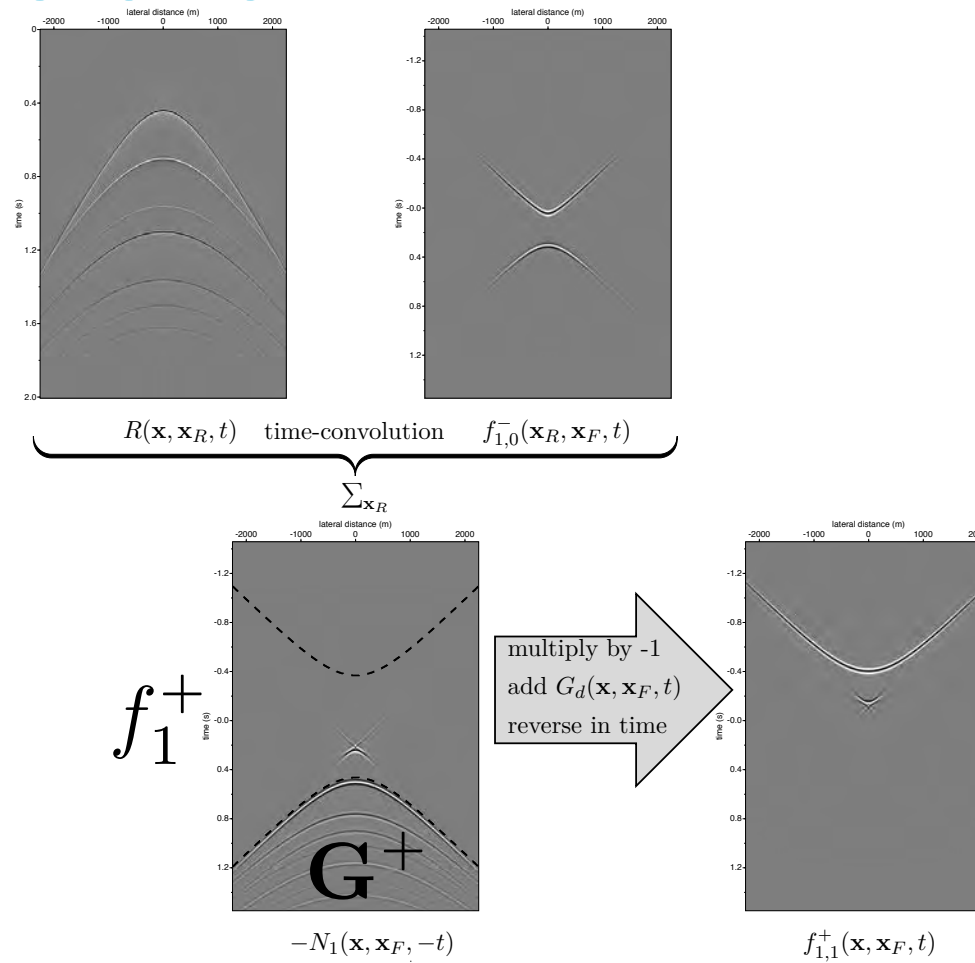 lateral distance (m)
-2000 -1000 0 1000 2000
0
0.4
0.8
1.2
1.6
2.0
time (s)
lateral distance (m)
-2000 -1000 0 1000 2000
-1.2
-0.8
-0.4
-0.0
0.4
0.8
1.2
time (s)
R(x, x_R, t) time-convolution f⁻_{1,0}(x_R, x_F, t)
∑_{x_R}
lateral distance (m)
-2000 -1000 0 1000 2000
-1.2
-0.8
-0.4
-0.0
0.4
0.8
1.2
time (s)
f₁⁺
G⁺
−N₁(x, x_F, −t)
multiply by -1
add G_d(x, x_F, t)
reverse in time
lateral distance (m)
-2000 -1000 0 1000
-1.2
-0.8
-0.4
-0.0
0.4
0.8
1.2
time (s)
f⁺_{1,1}(x, x_F, t)